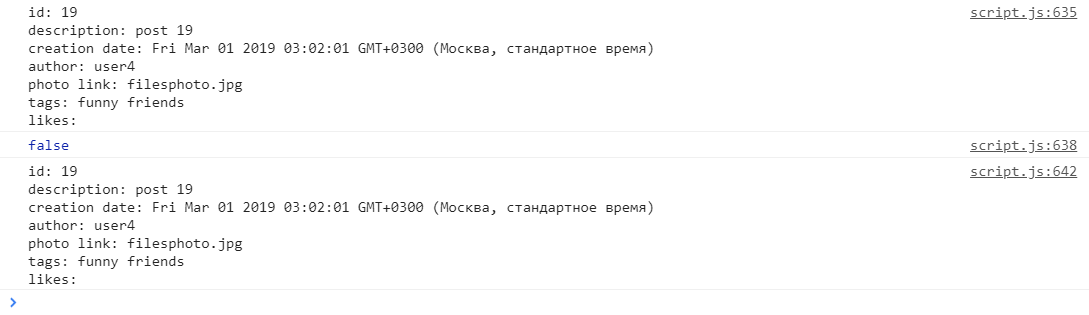 id: 19 script.js:635
description: post 19
creation date: Fri Mar 01 2019 03:02:01 GMT+0300 (Москва, стандартное время)
author: user4
photo link: filesphoto.jpg
tags: funny friends
likes:
false script.js:638
id: 19 script.js:642
description: post 19
creation date: Fri Mar 01 2019 03:02:01 GMT+0300 (Москва, стандартное время)
author: user4
photo link: filesphoto.jpg
tags: funny friends
likes: